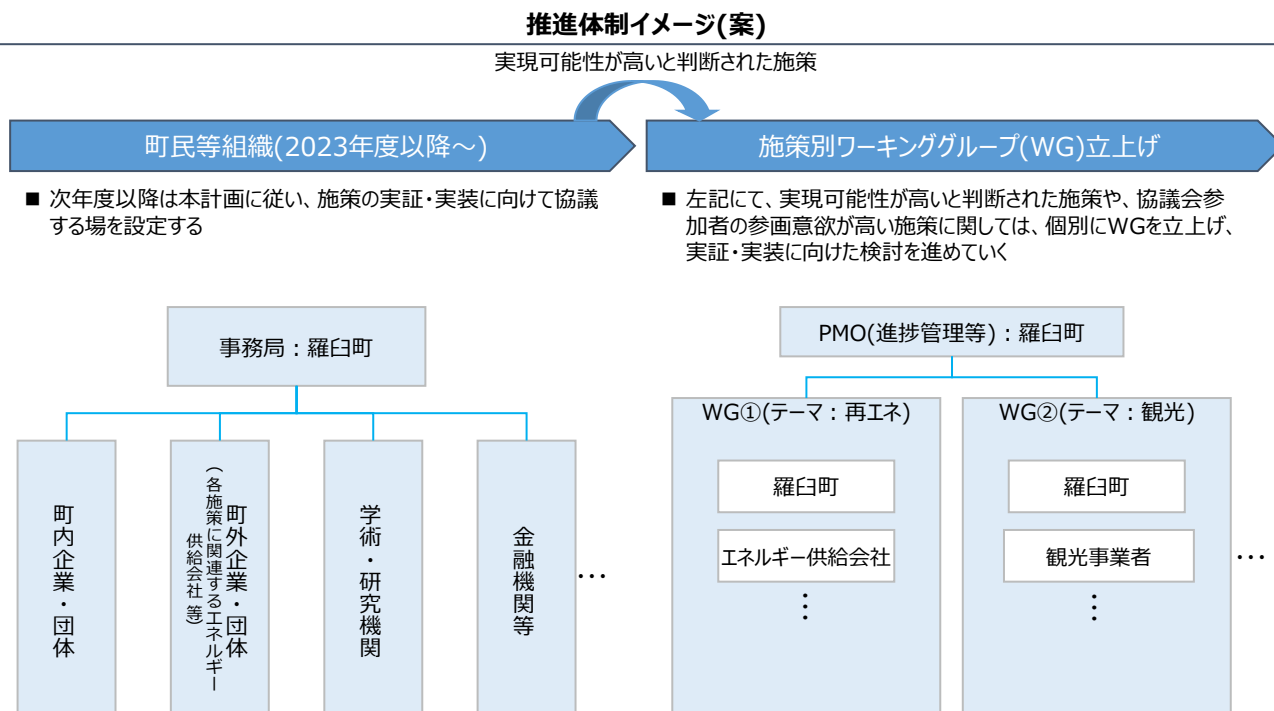 推進体制イメージ(案)
実現可能性が高いと判断された施策
町民等組織(2023年度以降～)
■ 次年度以降は本計画に従い、施策の実証・実装に向けて協議
する場を設定する
事務局：羅臼町
町内企業・団体
町外企業・団体
(各施策に関連するエネルギー
供給会社 等)
学術・研究機関
金融機関等
…
施策別ワーキンググループ(WG)立上げ
■ 左記にて、実現可能性が高いと判断された施策や、協議会参
加者の参画意欲が高い施策に関しては、個別にWGを立上げ、
実証・実装に向けた検討を進めていく
PMO(進捗管理等)：羅臼町
WG①(テーマ：再エネ)
羅臼町
エネルギー供給会社
⋮
WG②(テーマ：観光)
羅臼町
観光事業者
⋮
…